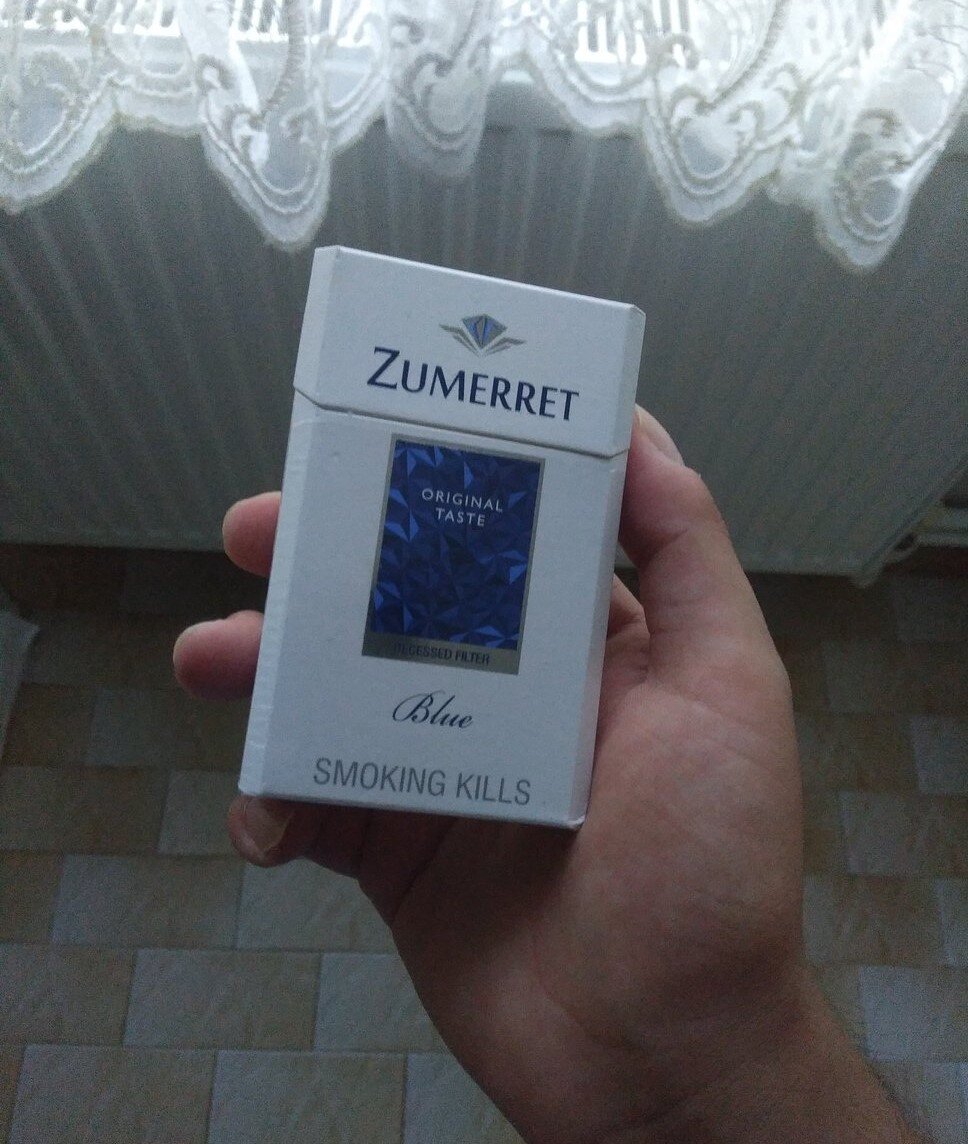 ZUMERRET
ORIGINAL
TASTE
RECESSED FILTER
Blue
SMOKING KILLS